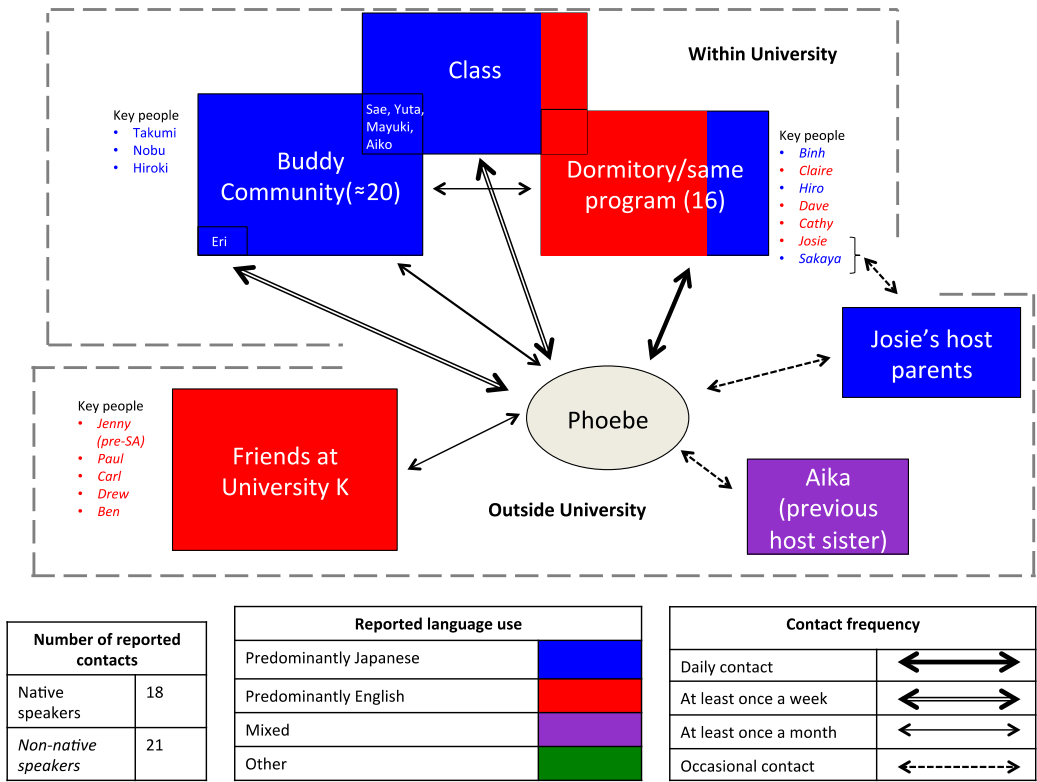 Within University
Class
Sae, Yuta,
Mayuki,
Aiko
Key people
• Takumi
• Nobu
• Hiroki
Buddy
Community(≈20)
Eri
Dormitory/same
program (16)
Key people
• Binh
• Claire
• Hiro
• Dave
• Cathy
• Josie
• Sakaya
Josie’s host
parents
Phoebe
Key people
• Jenny
(pre-SA)
• Paul
• Carl
• Drew
• Ben
Friends at
University K
Outside University
Aika
(previous
host sister)
Number of reported
contacts
Native
speakers
18
Non-native
speakers
21
Reported language use
Predominantly Japanese
Predominantly English
Mixed
Other
Contact frequency
Daily contact
At least once a week
At least once a month
Occasional contact